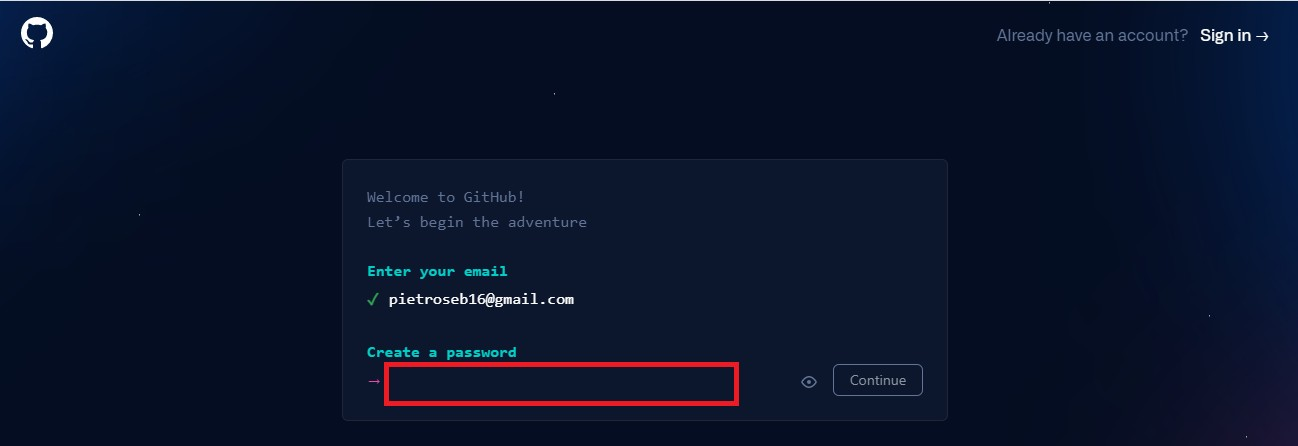 Already have an account? Sign in →
Welcome to GitHub!
Let’s begin the adventure
Enter your email
✓ pietroseb16@gmail.com
Create a password
→
Continue